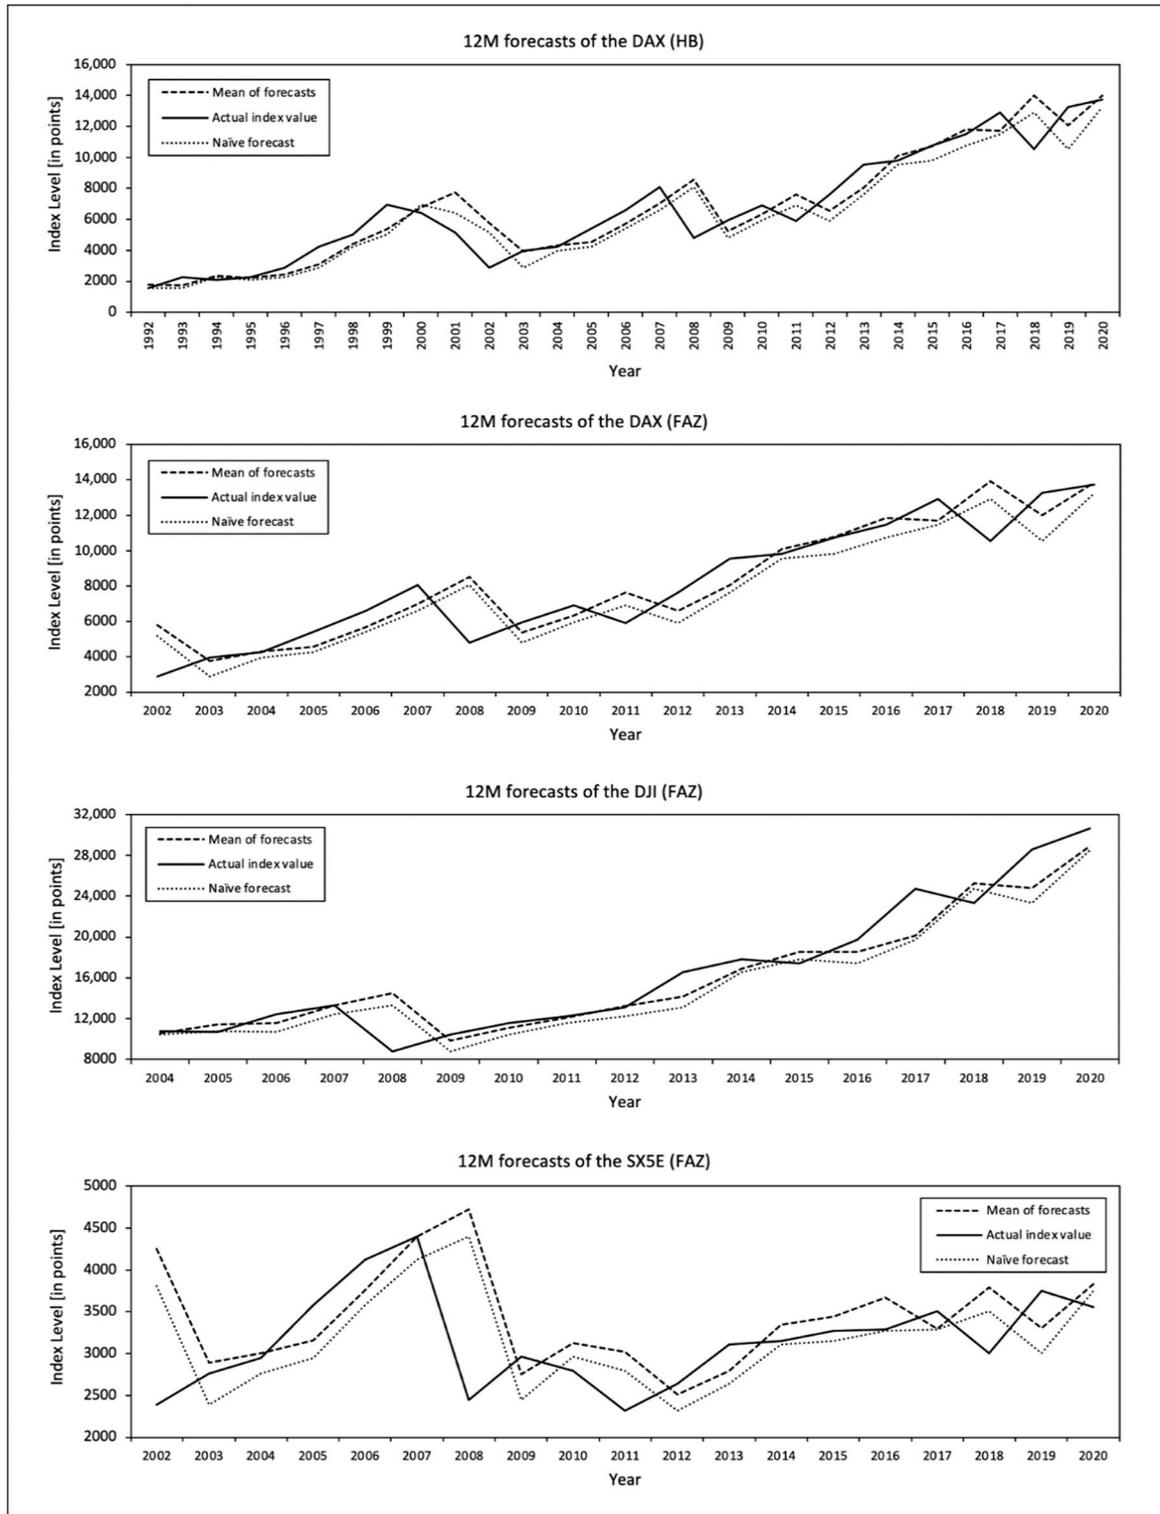 12M forecasts of the DAX (HB)
Index Level [in points]
16,000
14,000
12,000
10,000
8000
6000
4000
2000
0
Mean of forecasts
Actual index value
Naïve forecast
1992 1993 1994 1995 1996 1997 1998 1999 2000 2001 2002 2003 2004 2005 2006 2007 2008 2009 2010 2011 2012 2013 2014 2015 2016 2017 2018 2019 2020
Year
12M forecasts of the DAX (FAZ)
Index Level [in points]
16,000
14,000
12,000
10,000
8000
6000
4000
2000
Mean of forecasts
Actual index value
Naïve forecast
2002 2003 2004 2005 2006 2007 2008 2009 2010 2011 2012 2013 2014 2015 2016 2017 2018 2019 2020
Year
12M forecasts of the DJI (FAZ)
Index Level [in points]
32,000
28,000
24,000
20,000
16,000
12,000
8000
Mean of forecasts
Actual index value
Naïve forecast
2004 2005 2006 2007 2008 2009 2010 2011 2012 2013 2014 2015 2016 2017 2018 2019 2020
Year
12M forecasts of the SX5E (FAZ)
Index Level [in points]
5000
4500
4000
3500
3000
2500
2000
Mean of forecasts
Actual index value
Naïve forecast
2002 2003 2004 2005 2006 2007 2008 2009 2010 2011 2012 2013 2014 2015 2016 2017 2018 2019 2020
Year